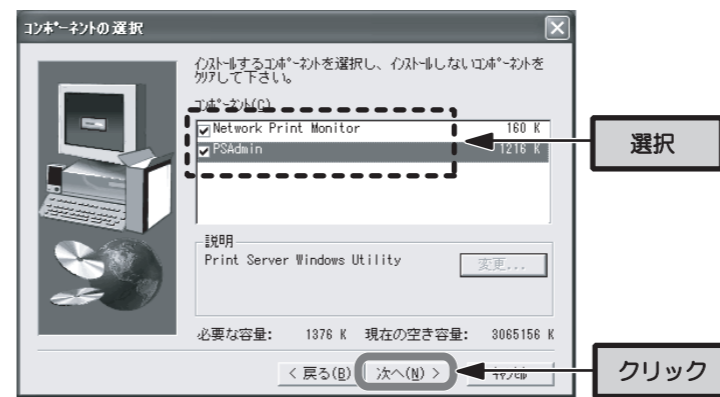 コンポーネントの選択
インストールするコンポーネントを選択し、インストールしないコンポーネントを
クリアして下さい。
コンポーネント(C)
Network Print Monitor 160 K
PSAdmin 1216 K
選択
説明
Print Server Windows Utility
変更...
必要な容量: 1376 K 現在の空き容量: 3065156 K
< 戻る(B) 次へ(N) > キャンセル
クリック